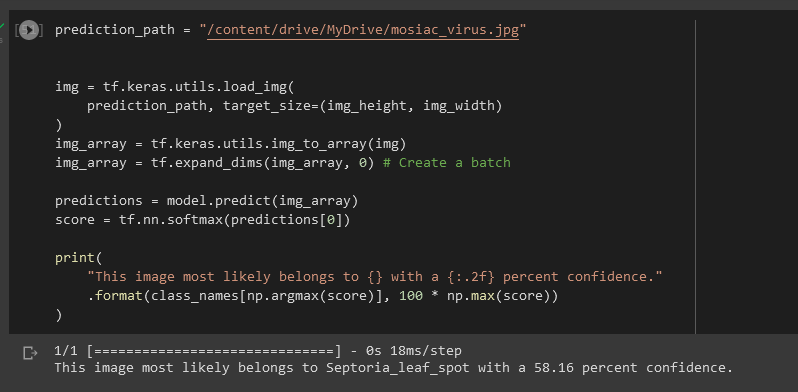 prediction_path = "/content/drive/MyDrive/mosiac_virus.jpg"
img = tf.keras.utils.load_img(
    prediction_path, target_size=(img_height, img_width)
)
img_array = tf.keras.utils.img_to_array(img)
img_array = tf.expand_dims(img_array, 0) # Create a batch
predictions = model.predict(img_array)
score = tf.nn.softmax(predictions[0])
print(
    "This image most likely belongs to {} with a {:.2f} percent confidence."
    .format(class_names[np.argmax(score)], 100 * np.max(score))
)
1/1 [==============================] - 0s 18ms/step
This image most likely belongs to Septoria_leaf_spot with a 58.16 percent confidence.